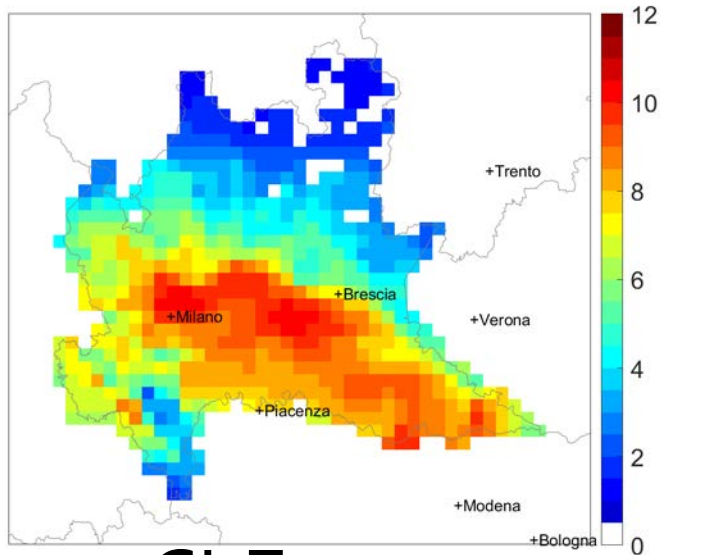 12
10
+Trento
8
6
+Brescia
+Milano
+Verona
4
+Piacenza
2
+Modena
+Bologna
0